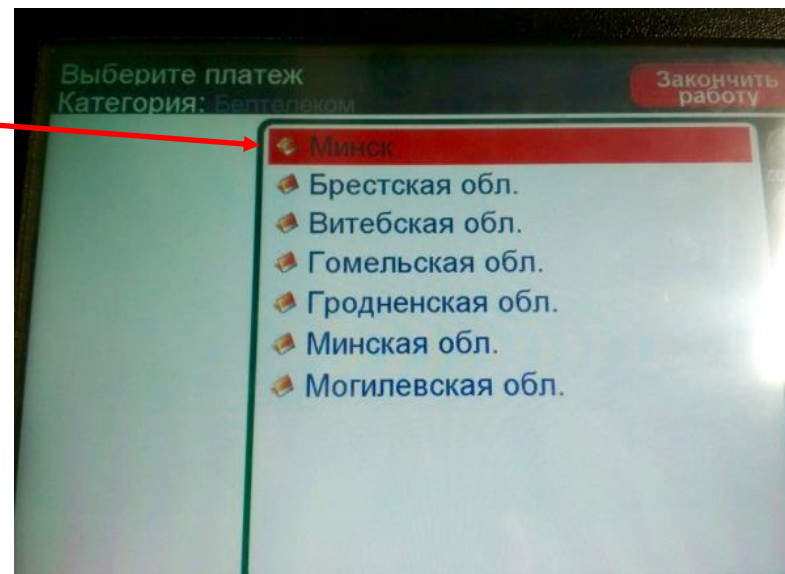 Выберите платеж
Категория: Белтелеком
Закончить
работу
Минск
Брестская обл.
Витебская обл.
Гомельская обл.
Гродненская обл.
Минская обл.
Могилевская обл.